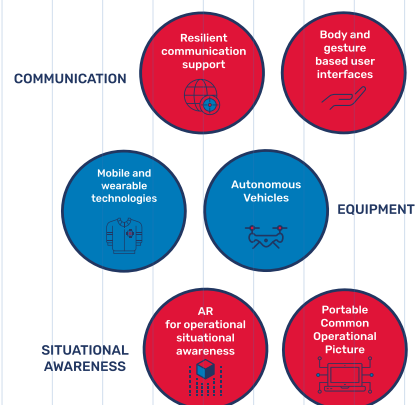 COMMUNICATION
Resilient
communication
support
Body and
gesture
based user
interfaces
Mobile and
wearable
technologies
Autonomous
Vehicles
EQUIPMENT
SITUATIONAL
AWARENESS
AR
for operational
situational
awareness
Portable
Common
Operational
Picture